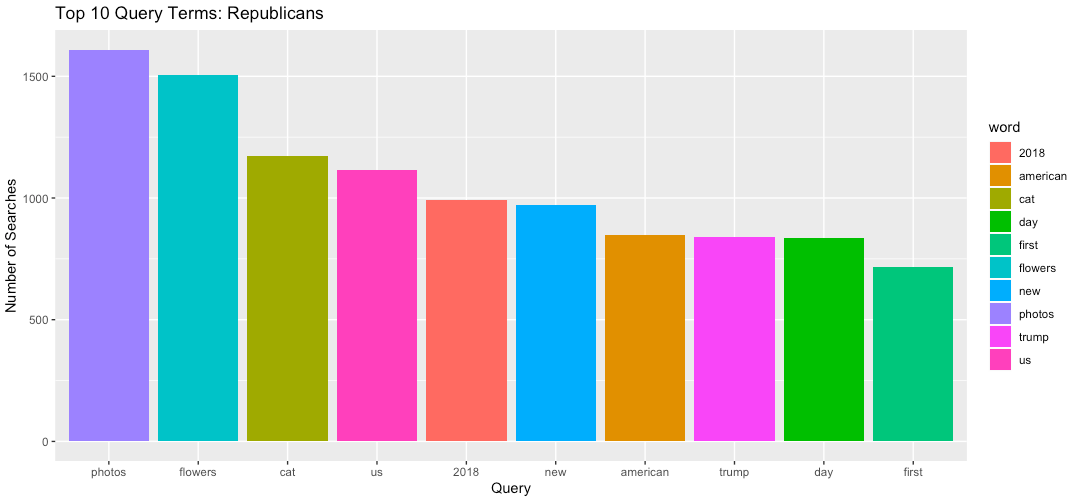 Top 10 Query Terms: Republicans
Number of Searches
1500
1000
500
0
photos flowers cat us 2018 new american trump day first
Query
word
2018
american
cat
day
first
flowers
new
photos
trump
us